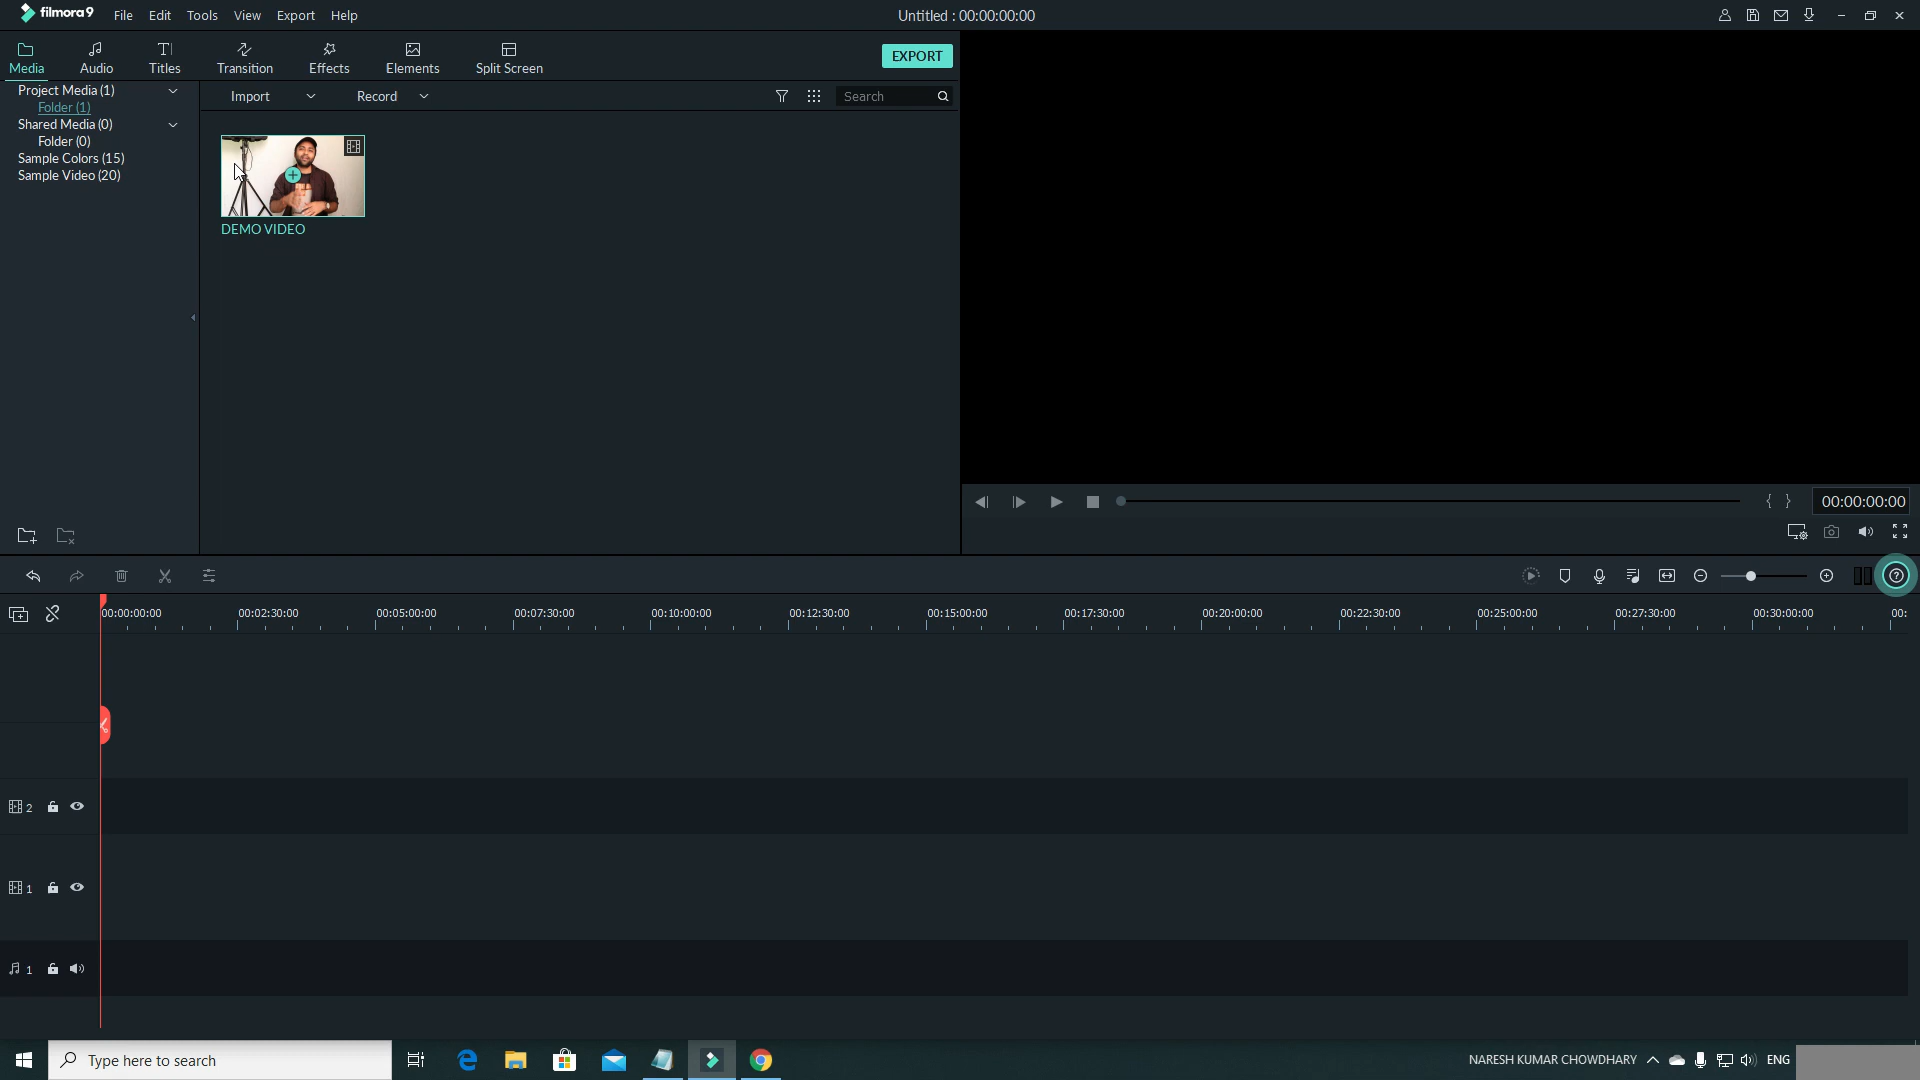 filmora9 File Edit Tools View Export Help Untitled : 00:00:00:00
Media Audio Titles Transition Effects Elements Split Screen EXPORT
Project Media (1)
Folder (1)
Shared Media (0)
Folder (0)
Sample Colors (15)
Sample Video (20)
Import Record Search
DEMO VIDEO
00:00:00:00
00:00:00:00 00:02:30:00 00:05:00:00 00:07:30:00 00:10:00:00 00:12:30:00 00:15:00:00 00:17:30:00 00:20:00:00 00:22:30:00 00:25:00:00 00:27:30:00 00:30:00:00 00:
2
1
1
Type here to search NARESH KUMAR CHOWDHARY ENG